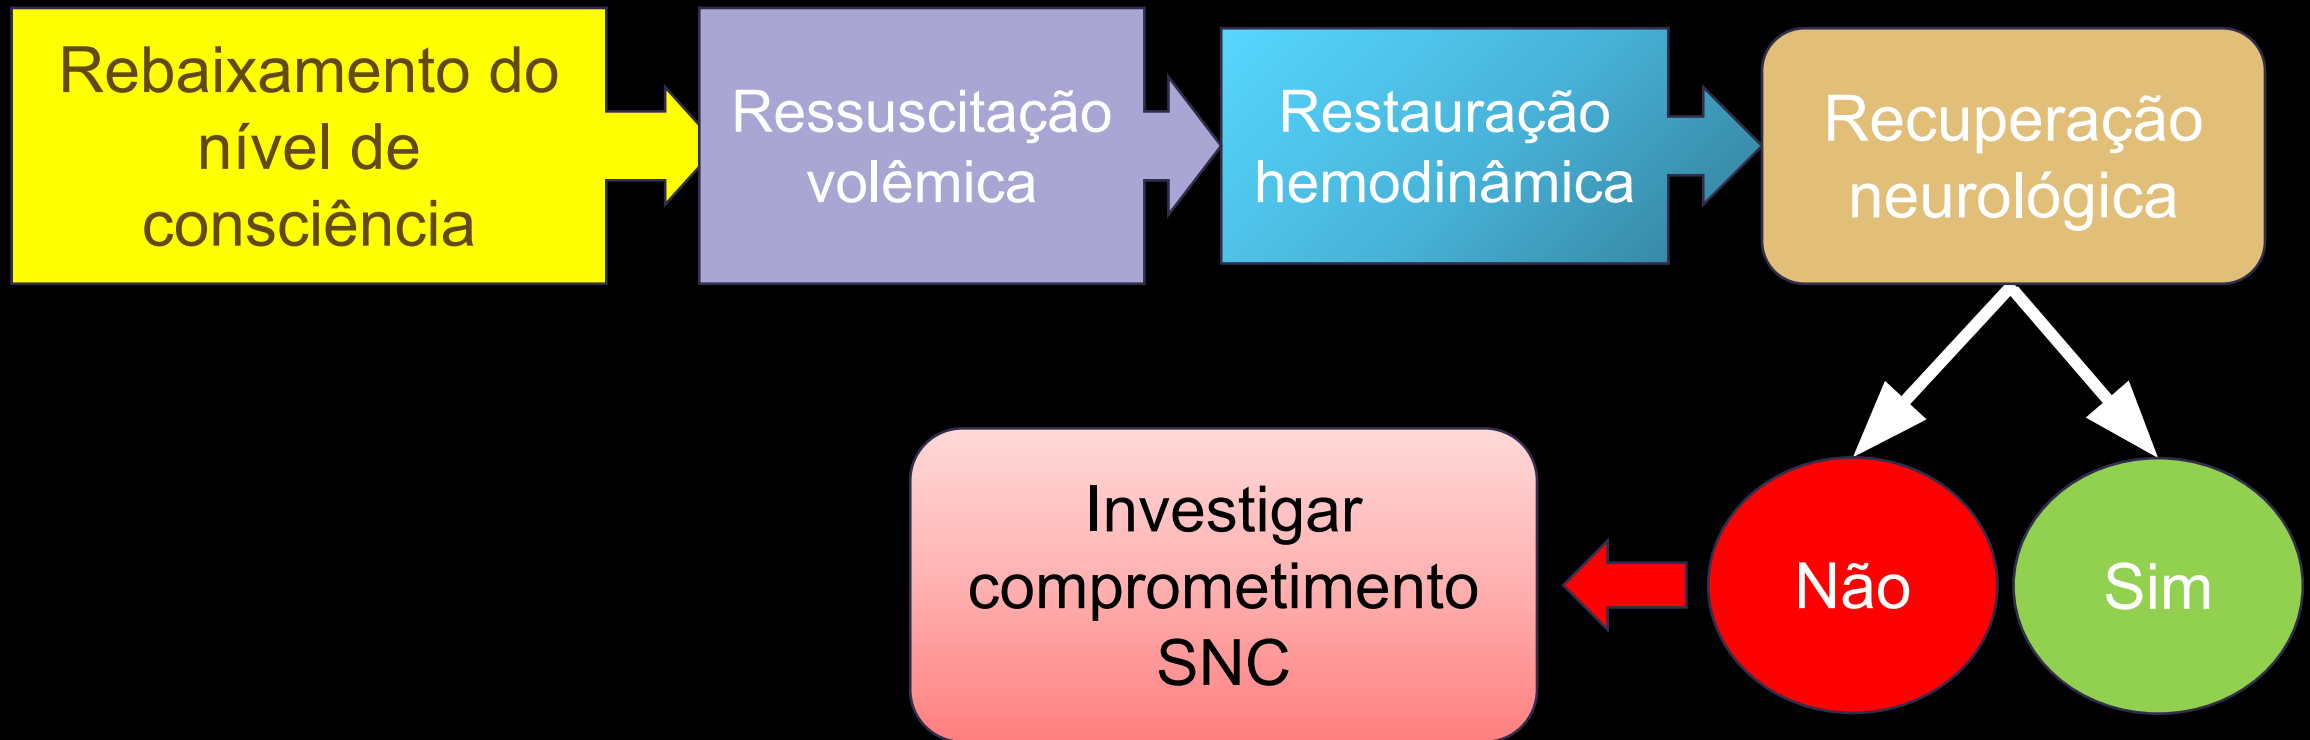 Rebaixamento do
nível de
consciência
Ressuscitação
volêmica
Restauração
hemodinâmica
Recuperação
neurológica
Investigar
comprometimento
SNC
Não
Sim